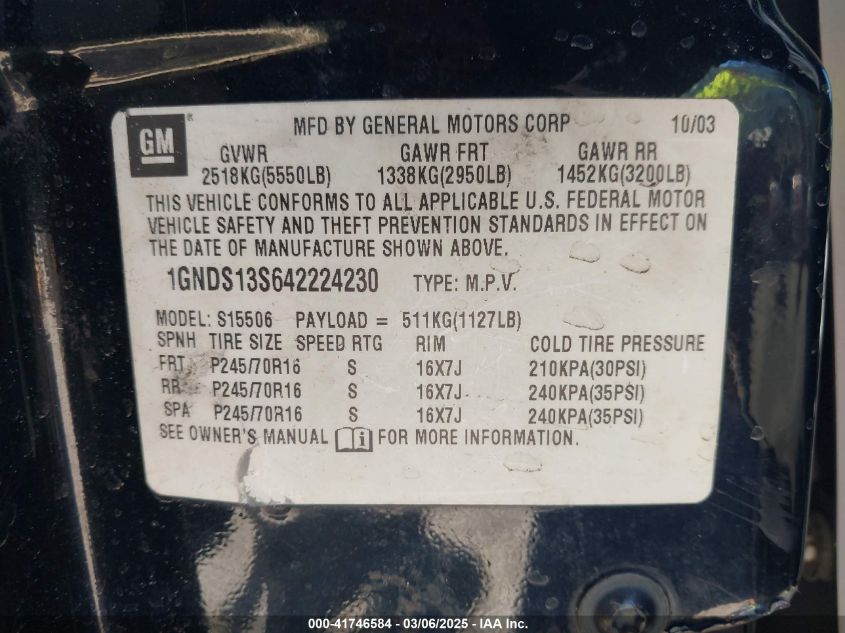 GM
MFD BY GENERAL MOTORS CORP 10/03
GVWR GAWR FRT GAWR RR
2518KG(5550LB) 1338KG(2950LB) 1452KG(3200LB)
THIS VEHICLE CONFORMS TO ALL APPLICABLE U.S. FEDERAL MOTOR
VEHICLE SAFETY AND THEFT PREVENTION STANDARDS IN EFFECT ON
THE DATE OF MANUFACTURE SHOWN ABOVE.
1GNDS13S642224230 TYPE: M.P.V.
MODEL: S15506 PAYLOAD = 511KG(1127LB)
SPNH TIRE SIZE SPEED RTG RIM COLD TIRE PRESSURE
FRT P245/70R16 S 16X7J 210KPA(30PSI)
RR P245/70R16 S 16X7J 240KPA(35PSI)
SPA P245/70R16 S 16X7J 240KPA(35PSI)
SEE OWNER'S MANUAL i FOR MORE INFORMATION.
000-41746584 - 03/06/2025 - IAA Inc.